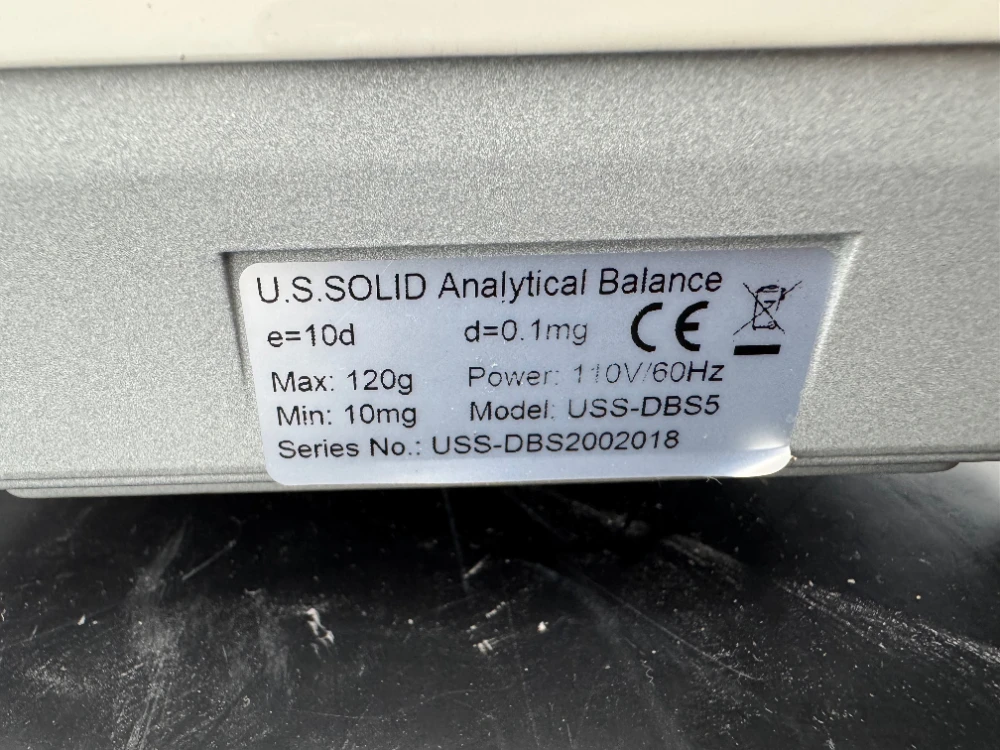 U.S.SOLID Analytical Balance
e=10d d=0.1mg CE
Max: 120g Power: 110V/60Hz
Min: 10mg Model: USS-DBS5
Series No.: USS-DBS2002018